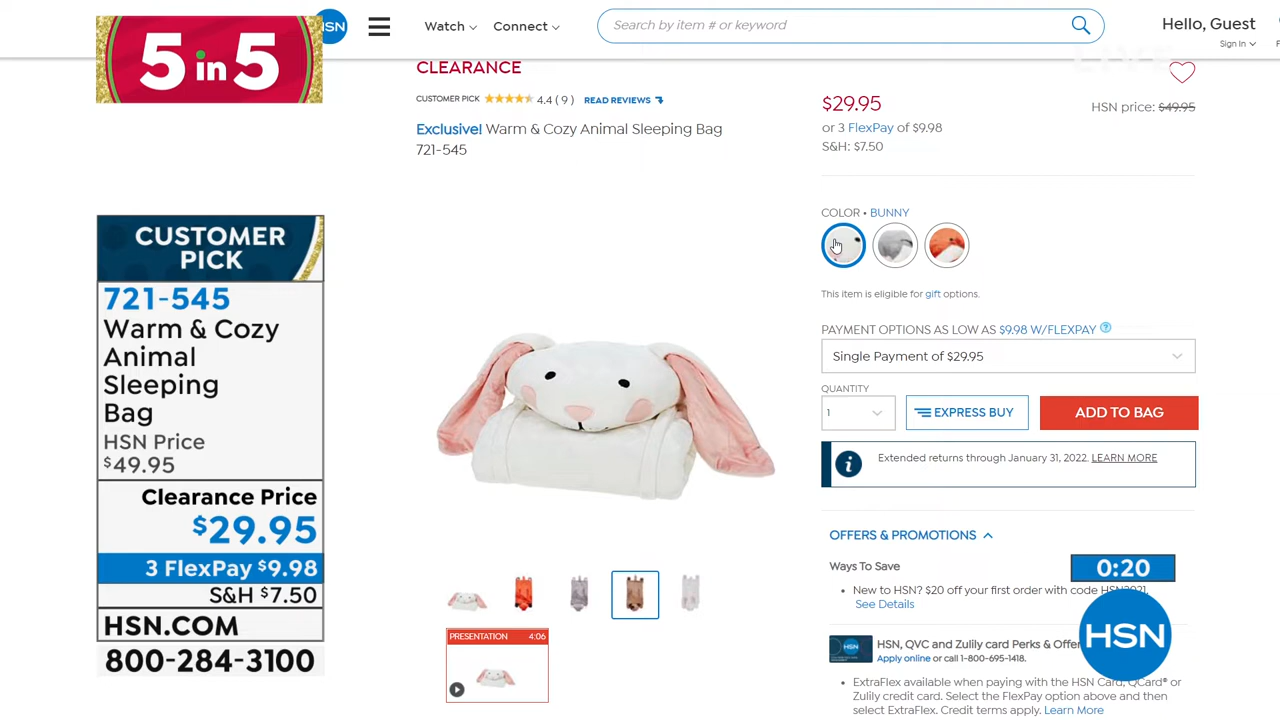 5 in 5
HSN
Watch
Connect
Search by item # or keyword
Hello, Guest
Sign In
LIVE
CLEARANCE
CUSTOMER PICK 4.4 ( 9 ) READ REVIEWS
Exclusive! Warm & Cozy Animal Sleeping Bag
721-545
$29.95
HSN price: $49.95
or 3 FlexPay of $9.98
S&H: $7.50
COLOR • BUNNY
This item is eligible for gift options.
PAYMENT OPTIONS AS LOW AS $9.98 W/FLEXPAY ?
Single Payment of $29.95
QUANTITY
1
EXPRESS BUY
ADD TO BAG
i Extended returns through January 31, 2022. LEARN MORE
OFFERS & PROMOTIONS
Ways To Save
0:20
• New to HSN? $20 off your first order with code HSN2021.
See Details
HSN, QVC and Zulily card Perks & Offe
Apply online or call 1-800-695-1418.
HSN
• ExtraFlex available when paying with the HSN Card, QCard® or
Zulily credit card. Select the FlexPay option above and then
select ExtraFlex. Credit terms apply. Learn More
PRESENTATION 4:06
CUSTOMER
PICK
721-545
Warm & Cozy
Animal
Sleeping
Bag
HSN Price
$49.95
Clearance Price
$29.95
3 FlexPay $9.98
S&H $7.50
HSN.COM
800-284-3100